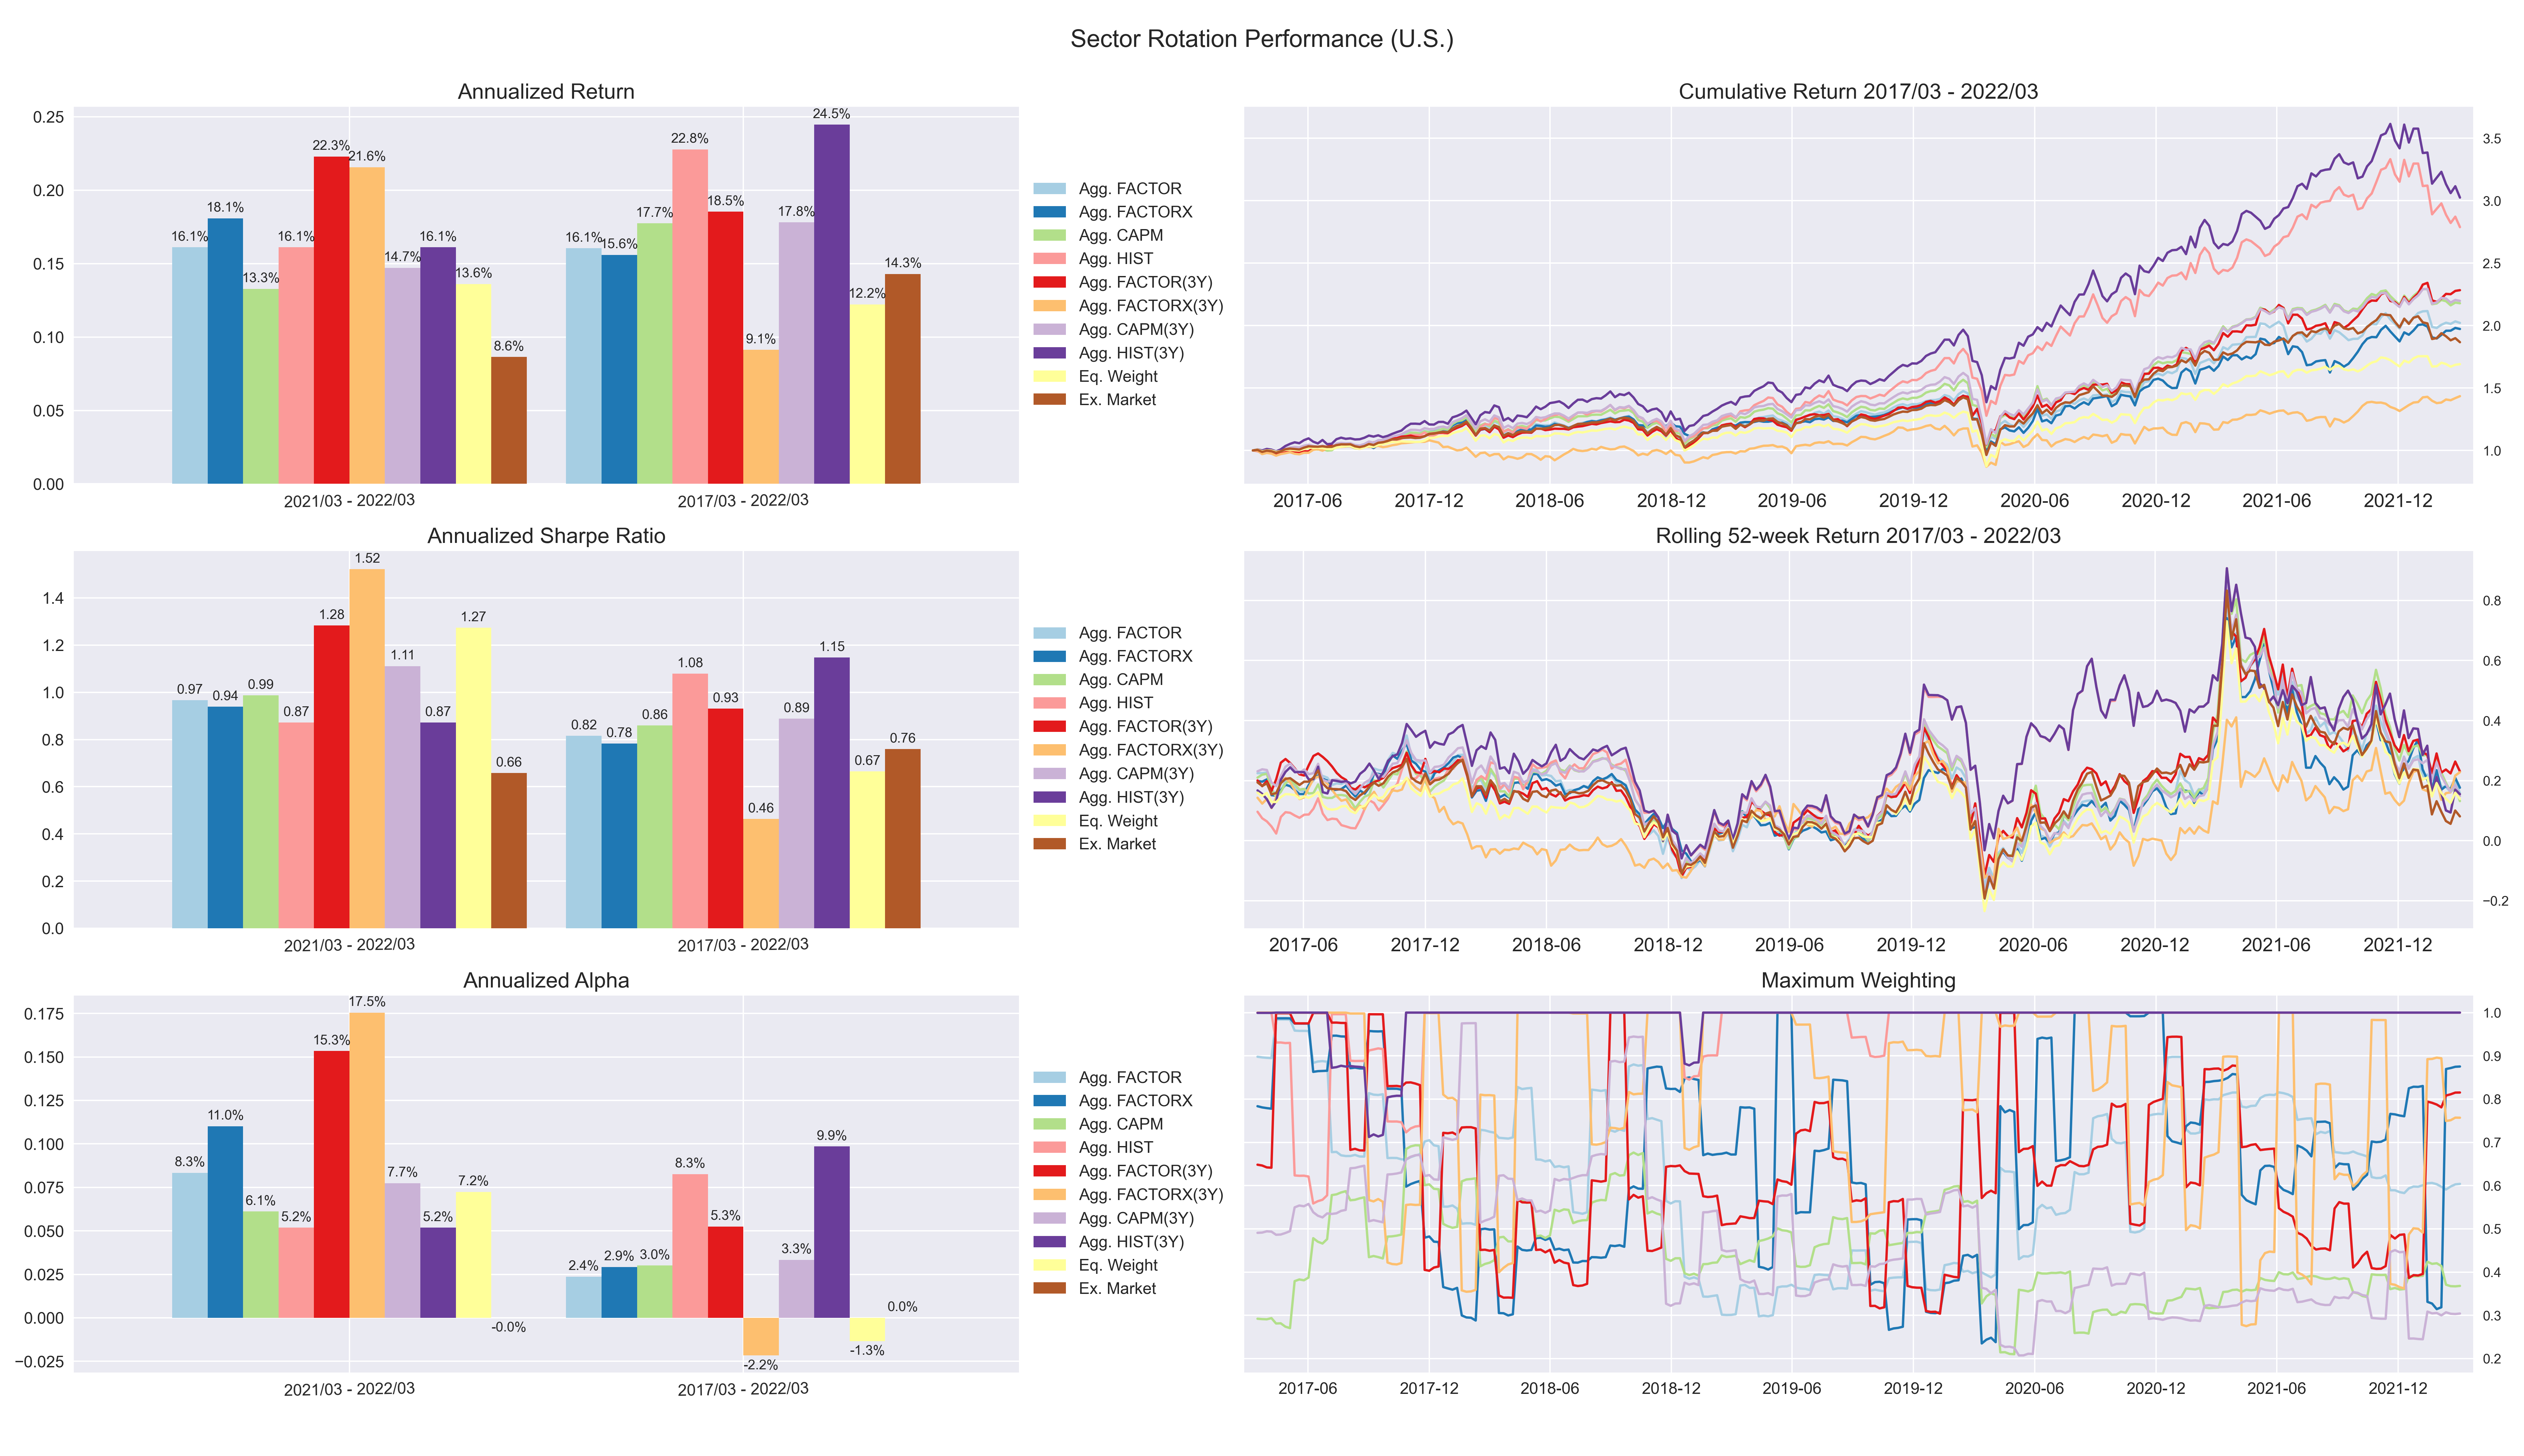 Sector Rotation Performance (U.S.)
Annualized Return
0.25
0.20
0.15
0.10
0.05
0.00
16.1%
18.1%
13.3%
16.1%
22.3%
21.6%
14.7%
16.1%
13.6%
8.6%
16.1%
15.6%
17.7%
22.8%
18.5%
9.1%
17.8%
24.5%
12.2%
14.3%
2021/03 - 2022/03
2017/03 - 2022/03
Agg. FACTOR
Agg. FACTORX
Agg. CAPM
Agg. HIST
Agg. FACTOR(3Y)
Agg. FACTORX(3Y)
Agg. CAPM(3Y)
Agg. HIST(3Y)
Eq. Weight
Ex. Market
Cumulative Return 2017/03 - 2022/03
3.5
3.0
2.5
2.0
1.5
1.0
2017-06 2017-12 2018-06 2018-12 2019-06 2019-12 2020-06 2020-12 2021-06 2021-12
Annualized Sharpe Ratio
1.4
1.2
1.0
0.8
0.6
0.4
0.2
0.0
0.97
0.94
0.99
0.87
1.28
1.52
1.11
0.87
1.27
0.66
0.82
0.78
0.86
1.08
0.93
0.46
0.89
1.15
0.67
0.76
2021/03 - 2022/03
2017/03 - 2022/03
Agg. FACTOR
Agg. FACTORX
Agg. CAPM
Agg. HIST
Agg. FACTOR(3Y)
Agg. FACTORX(3Y)
Agg. CAPM(3Y)
Agg. HIST(3Y)
Eq. Weight
Ex. Market
Rolling 52-week Return 2017/03 - 2022/03
0.8
0.6
0.4
0.2
0.0
−0.2
2017-06 2017-12 2018-06 2018-12 2019-06 2019-12 2020-06 2020-12 2021-06 2021-12
Annualized Alpha
0.175
0.150
0.125
0.100
0.075
0.050
0.025
0.000
−0.025
8.3%
11.0%
6.1%
5.2%
15.3%
17.5%
7.7%
5.2%
7.2%
-0.0%
2.4%
2.9%
3.0%
8.3%
5.3%
-2.2%
3.3%
9.9%
-1.3%
0.0%
2021/03 - 2022/03
2017/03 - 2022/03
Agg. FACTOR
Agg. FACTORX
Agg. CAPM
Agg. HIST
Agg. FACTOR(3Y)
Agg. FACTORX(3Y)
Agg. CAPM(3Y)
Agg. HIST(3Y)
Eq. Weight
Ex. Market
Maximum Weighting
1.0
0.9
0.8
0.7
0.6
0.5
0.4
0.3
0.2
2017-06 2017-12 2018-06 2018-12 2019-06 2019-12 2020-06 2020-12 2021-06 2021-12